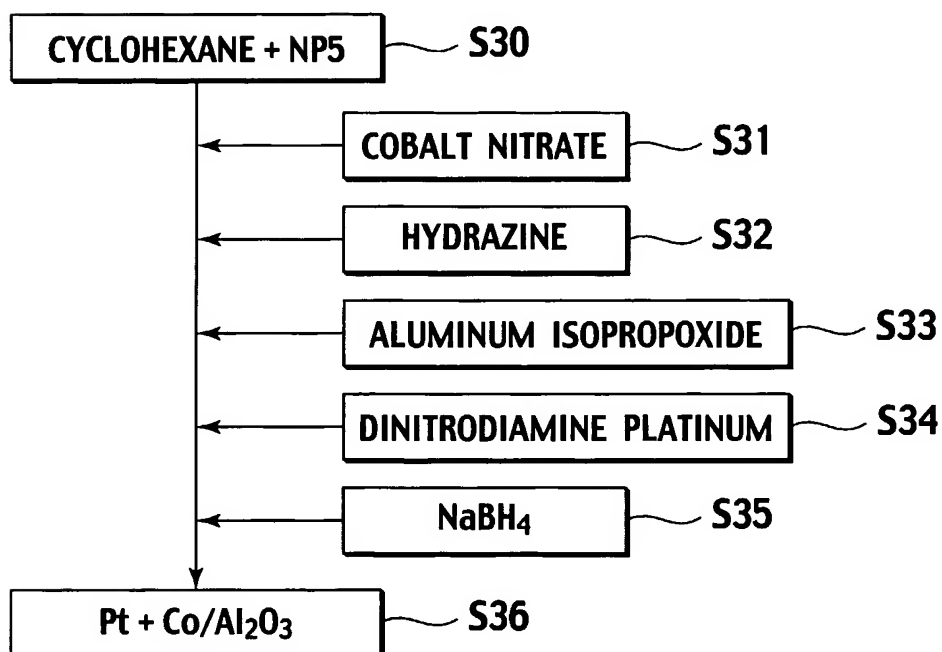 CYCLOHEXANE + NP5 S30
COBALT NITRATE S31
HYDRAZINE S32
ALUMINUM ISOPROPOXIDE S33
DINITRODIAMINE PLATINUM S34
NaBH₄ S35
Pt + Co/Al₂O₃ S36